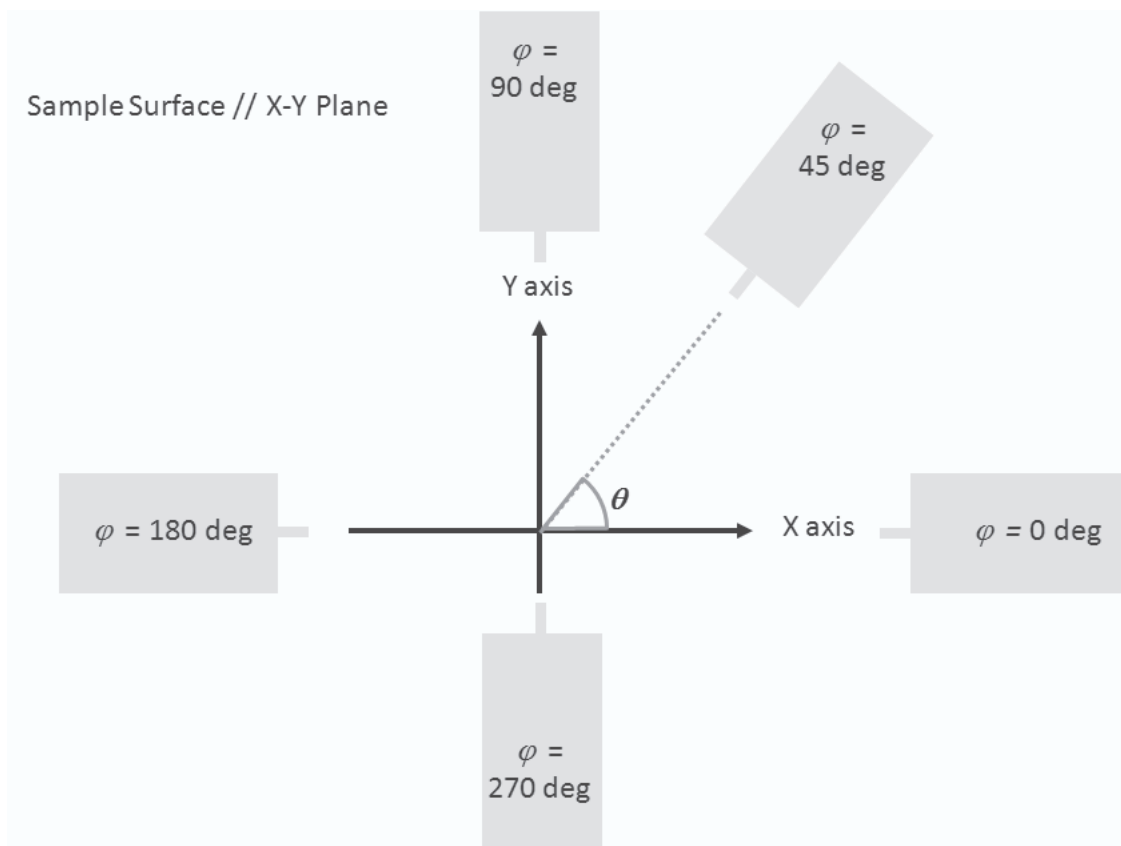 φ =
90 deg
Sample Surface // X-Y Plane
φ =
45 deg
Y axis
θ
φ = 180 deg
X axis
φ = 0 deg
φ =
270 deg